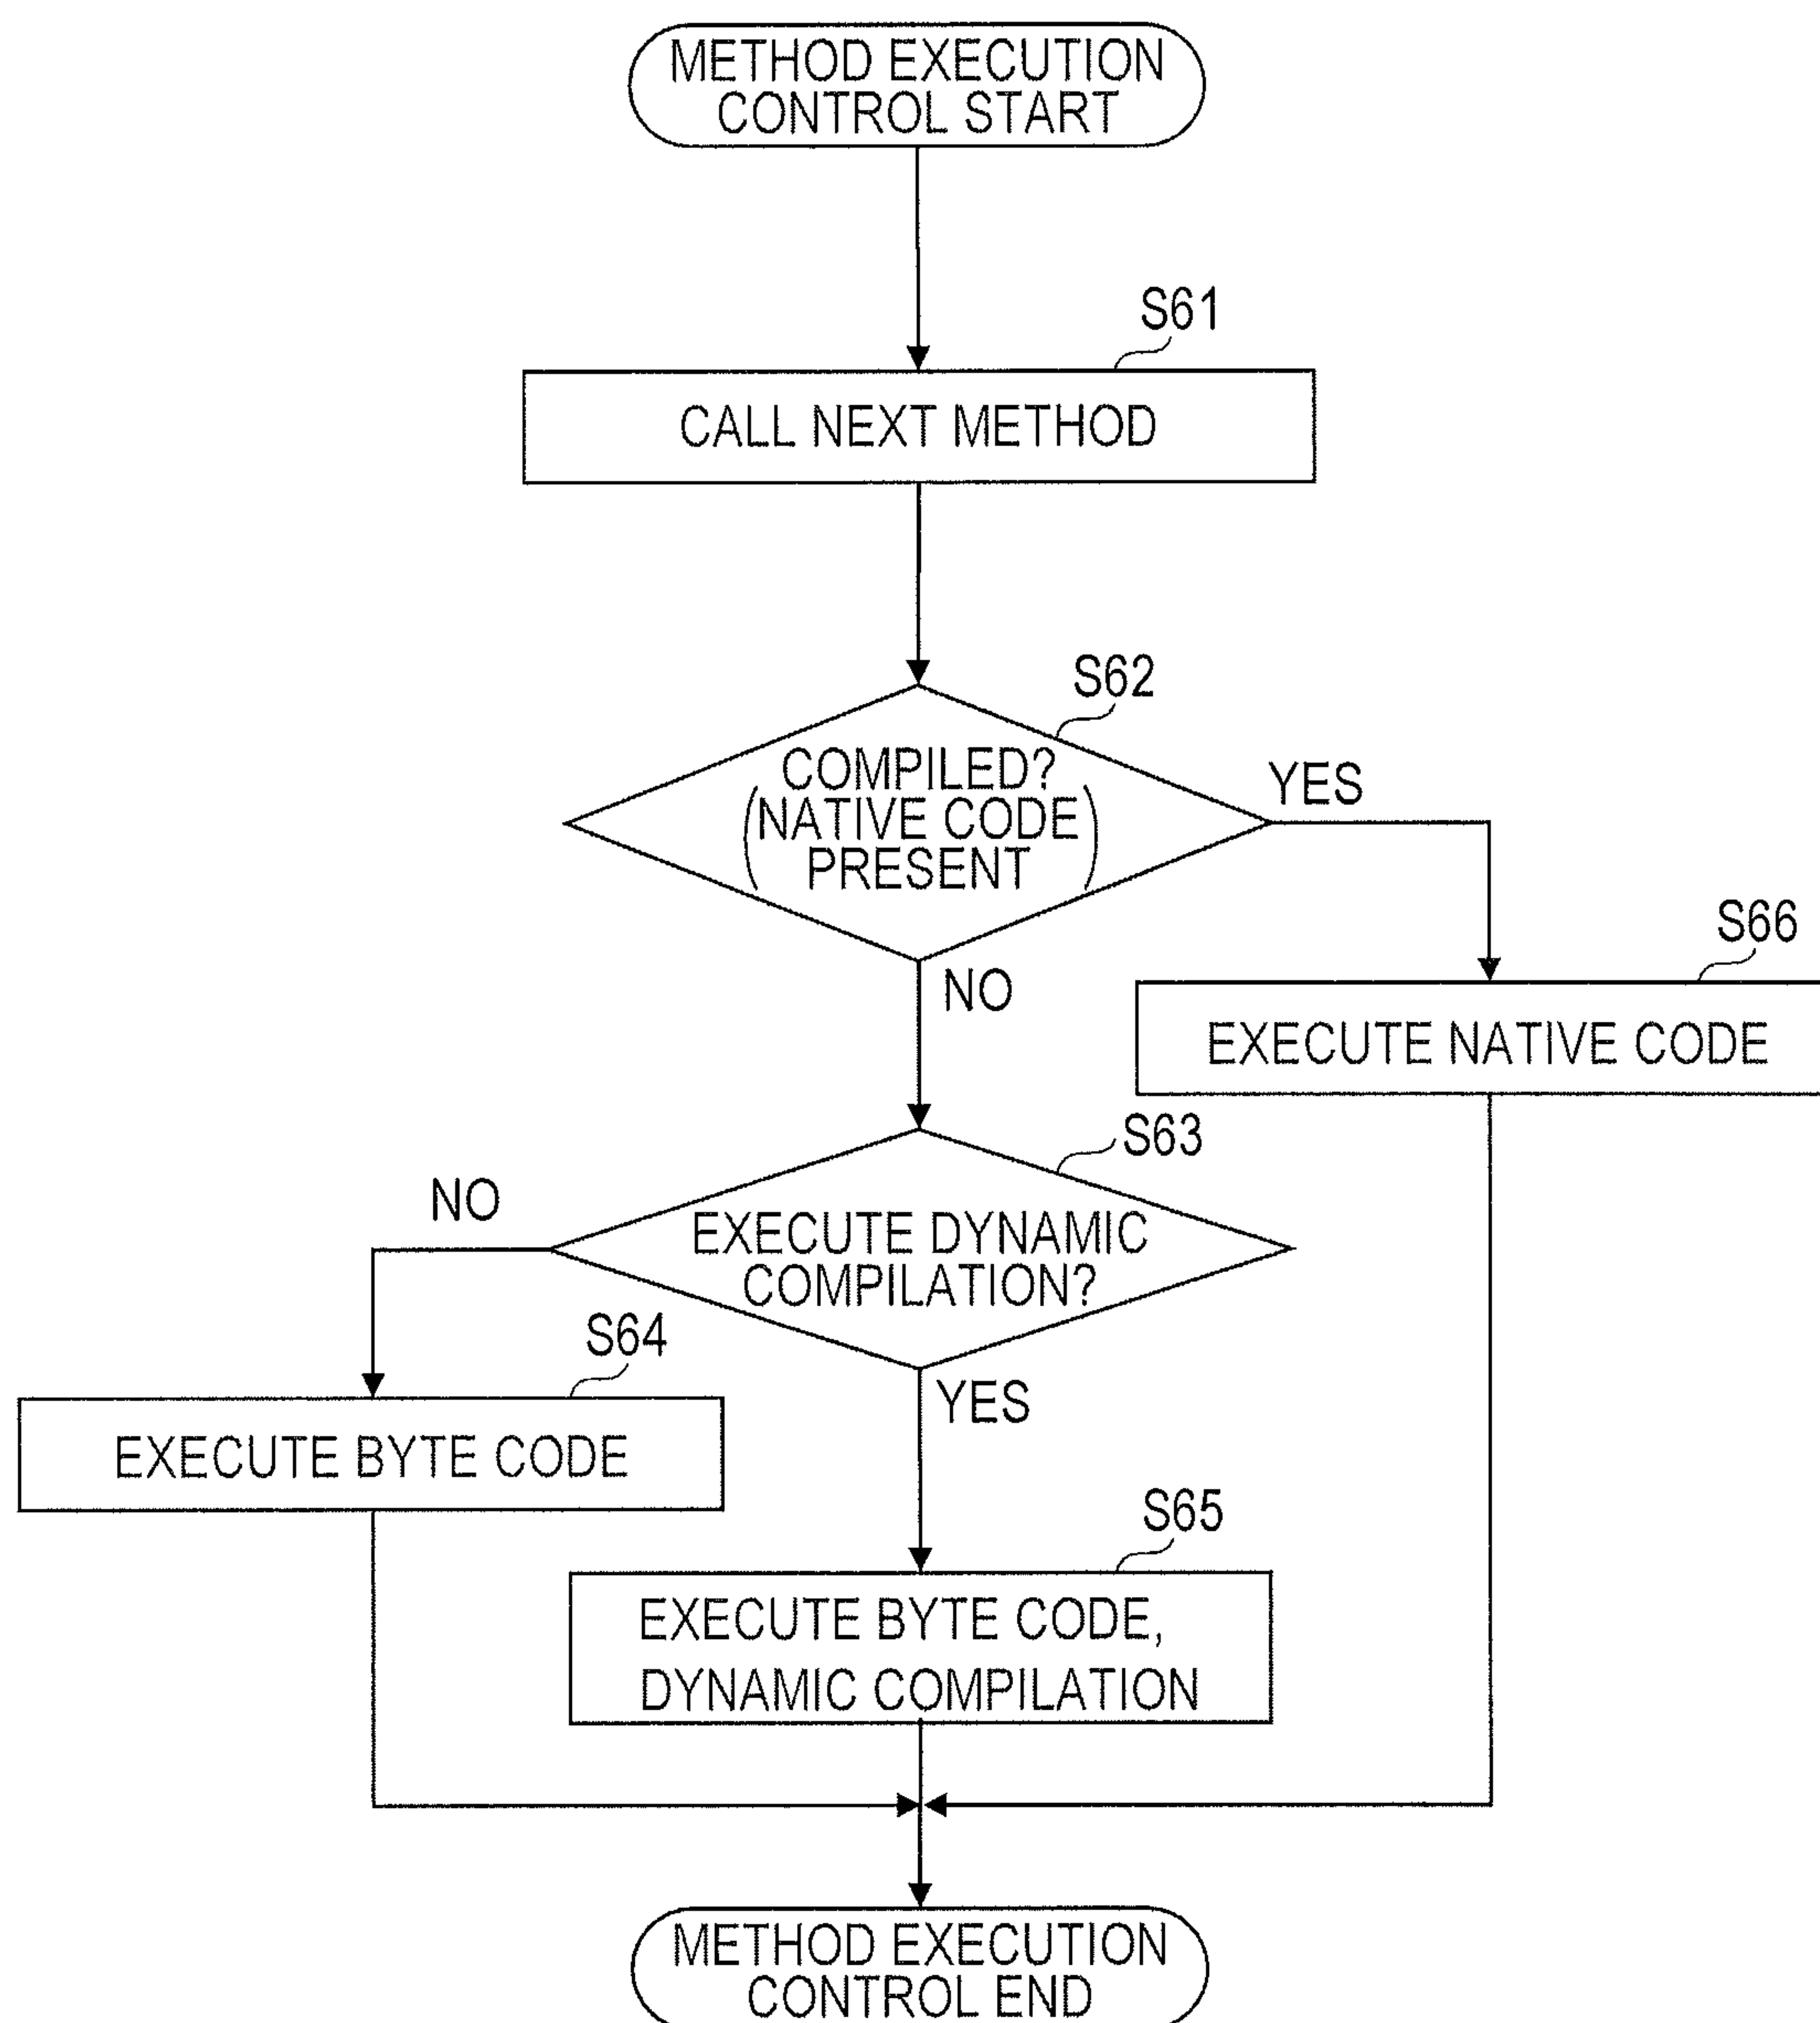 METHOD EXECUTION
CONTROL START
S61
CALL NEXT METHOD
S62
COMPILED?
(NATIVE CODE
PRESENT)
YES
NO
S66
EXECUTE NATIVE CODE
S63
EXECUTE DYNAMIC
COMPILATION?
NO
YES
S64
EXECUTE BYTE CODE
S65
EXECUTE BYTE CODE,
DYNAMIC COMPILATION
METHOD EXECUTION
CONTROL END